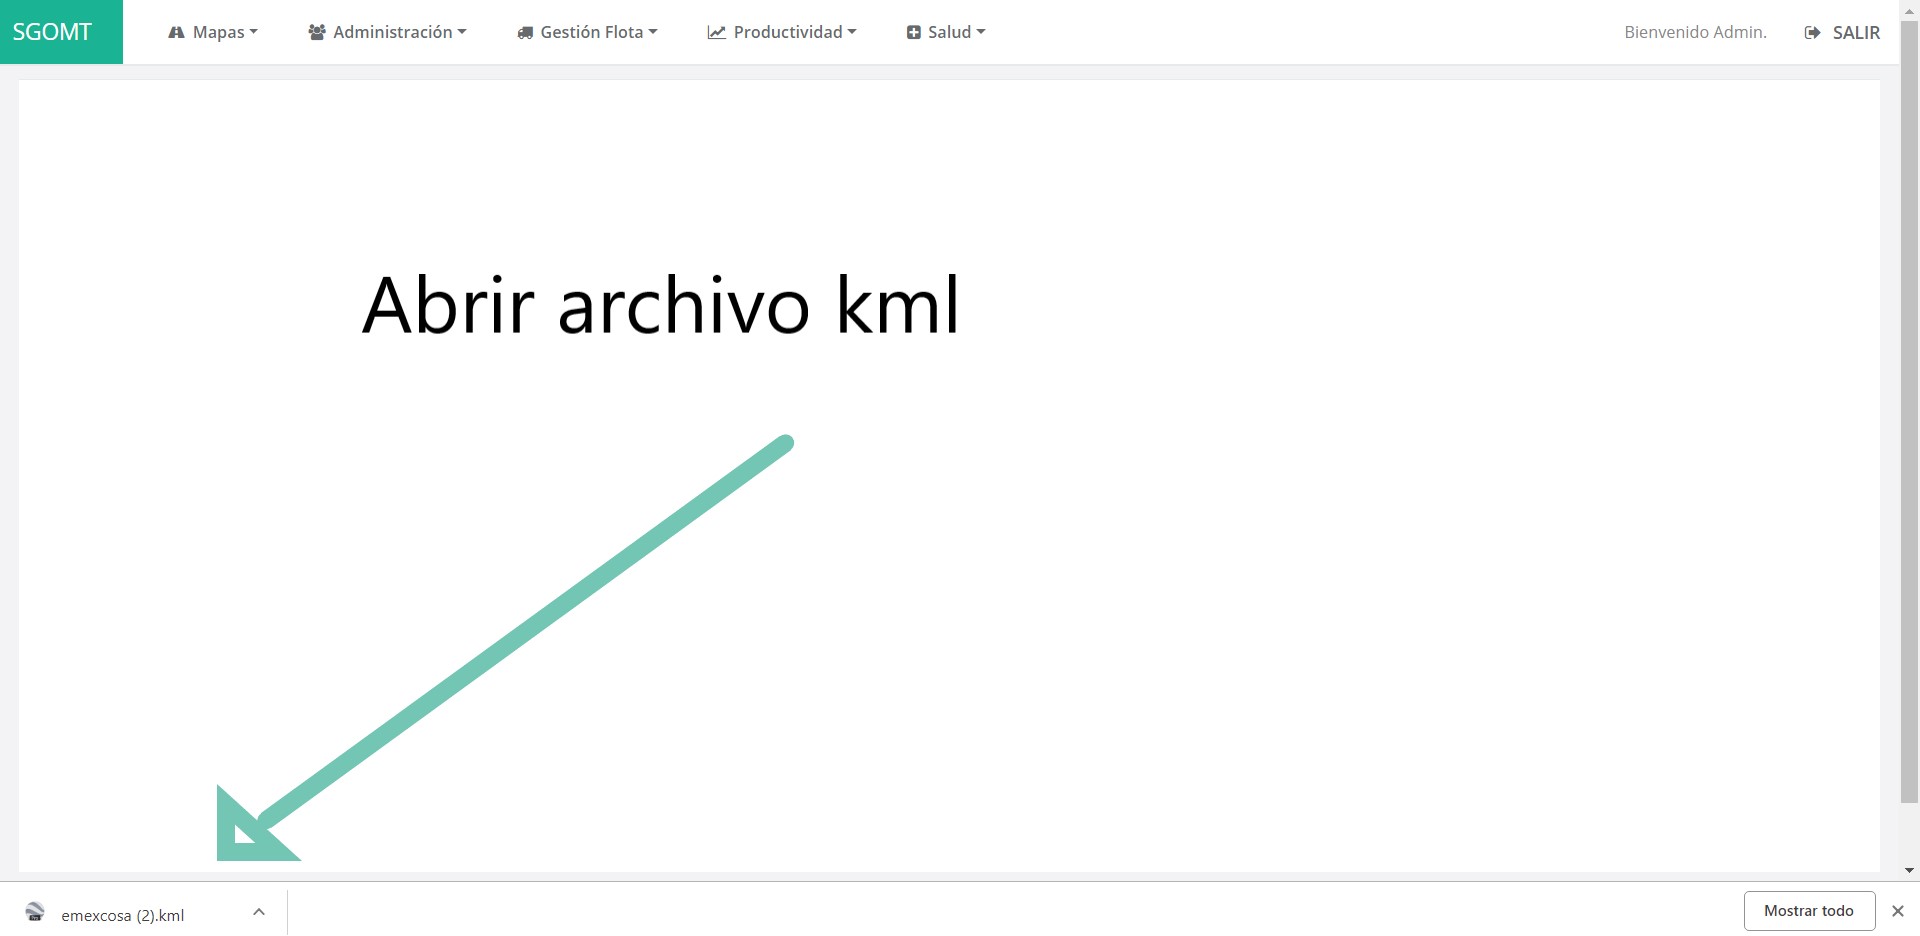 SGOMT Mapas Administración Gestión Flota Productividad Salud Bienvenido Admin. SALIR
Abrir archivo kml
emexcosa (2).kml Mostrar todo